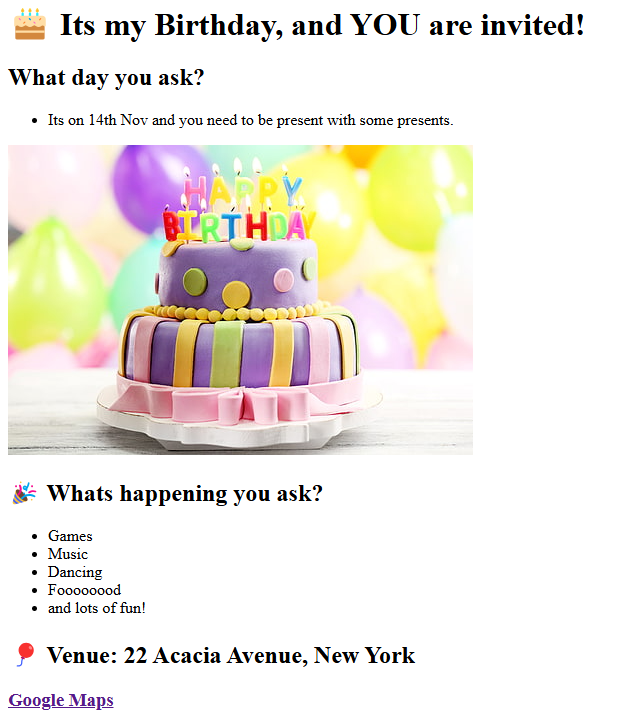 🎂 Its my Birthday, and YOU are invited!
What day you ask?
• Its on 14th Nov and you need to be present with some presents.
HAPPY
BIRTHDAY
🎉 Whats happening you ask?
• Games
• Music
• Dancing
• Foooooood
• and lots of fun!
🎈 Venue: 22 Acacia Avenue, New York
Google Maps